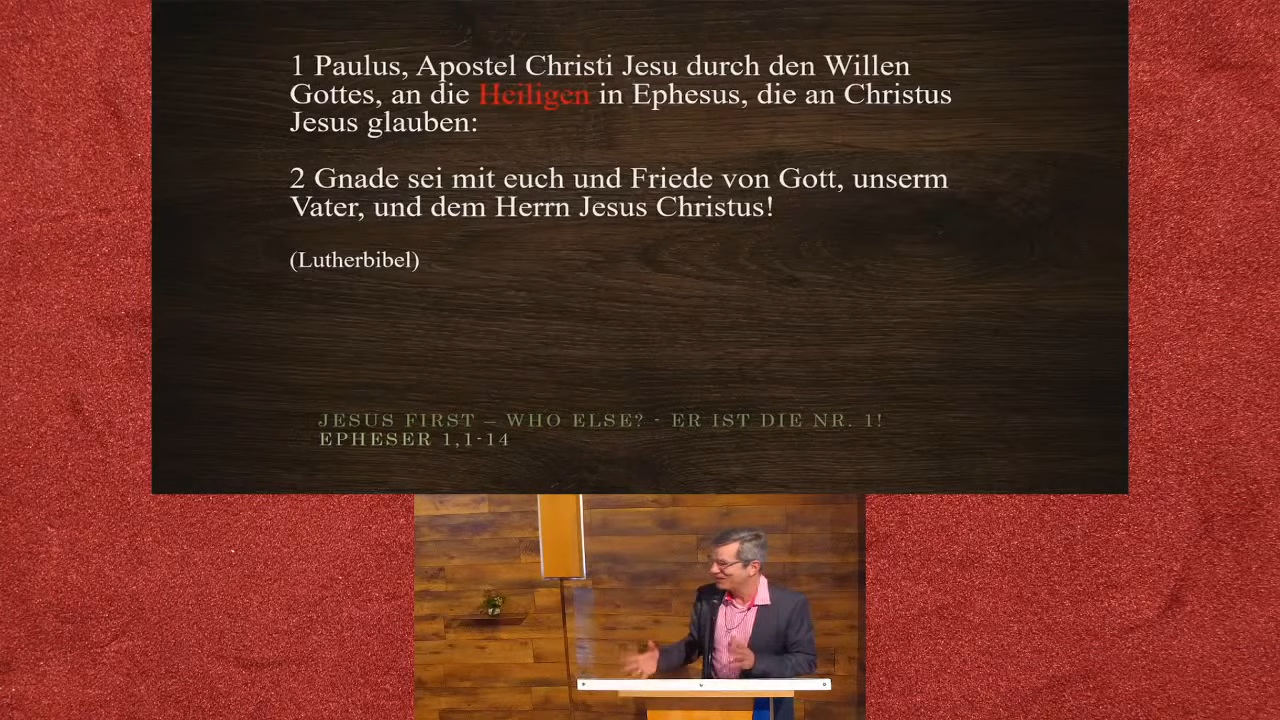 1 Paulus, Apostel Christi Jesu durch den Willen
Gottes, an die Heiligen in Ephesus, die an Christus
Jesus glauben:
2 Gnade sei mit euch und Friede von Gott, unserm
Vater, und dem Herrn Jesus Christus!
(Lutherbibel)
JESUS FIRST – WHO ELSE? - ER IST DIE NR. 1!
EPHESER 1,1-14